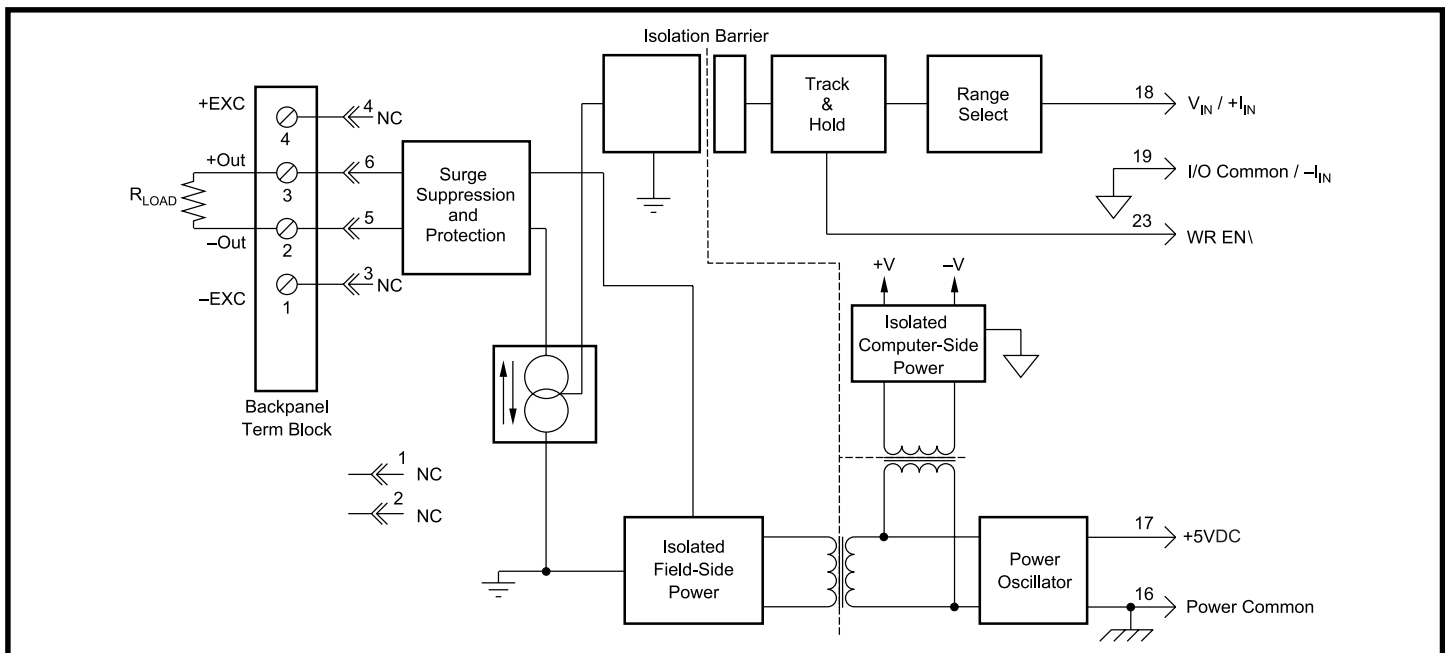 Isolation Barrier
+EXC
4
4
NC
+Out
3
6
R_LOAD
–Out
2
5
–EXC
1
3
NC
Backpanel
Term Block
Surge
Suppression
and
Protection
Track
&
Hold
Range
Select
18
V_IN / +I_IN
19
I/O Common / –I_IN
23
WR EN\
+V
–V
Isolated
Computer-Side
Power
1
NC
2
NC
Isolated
Field-Side
Power
Power
Oscillator
17
+5VDC
16
Power Common